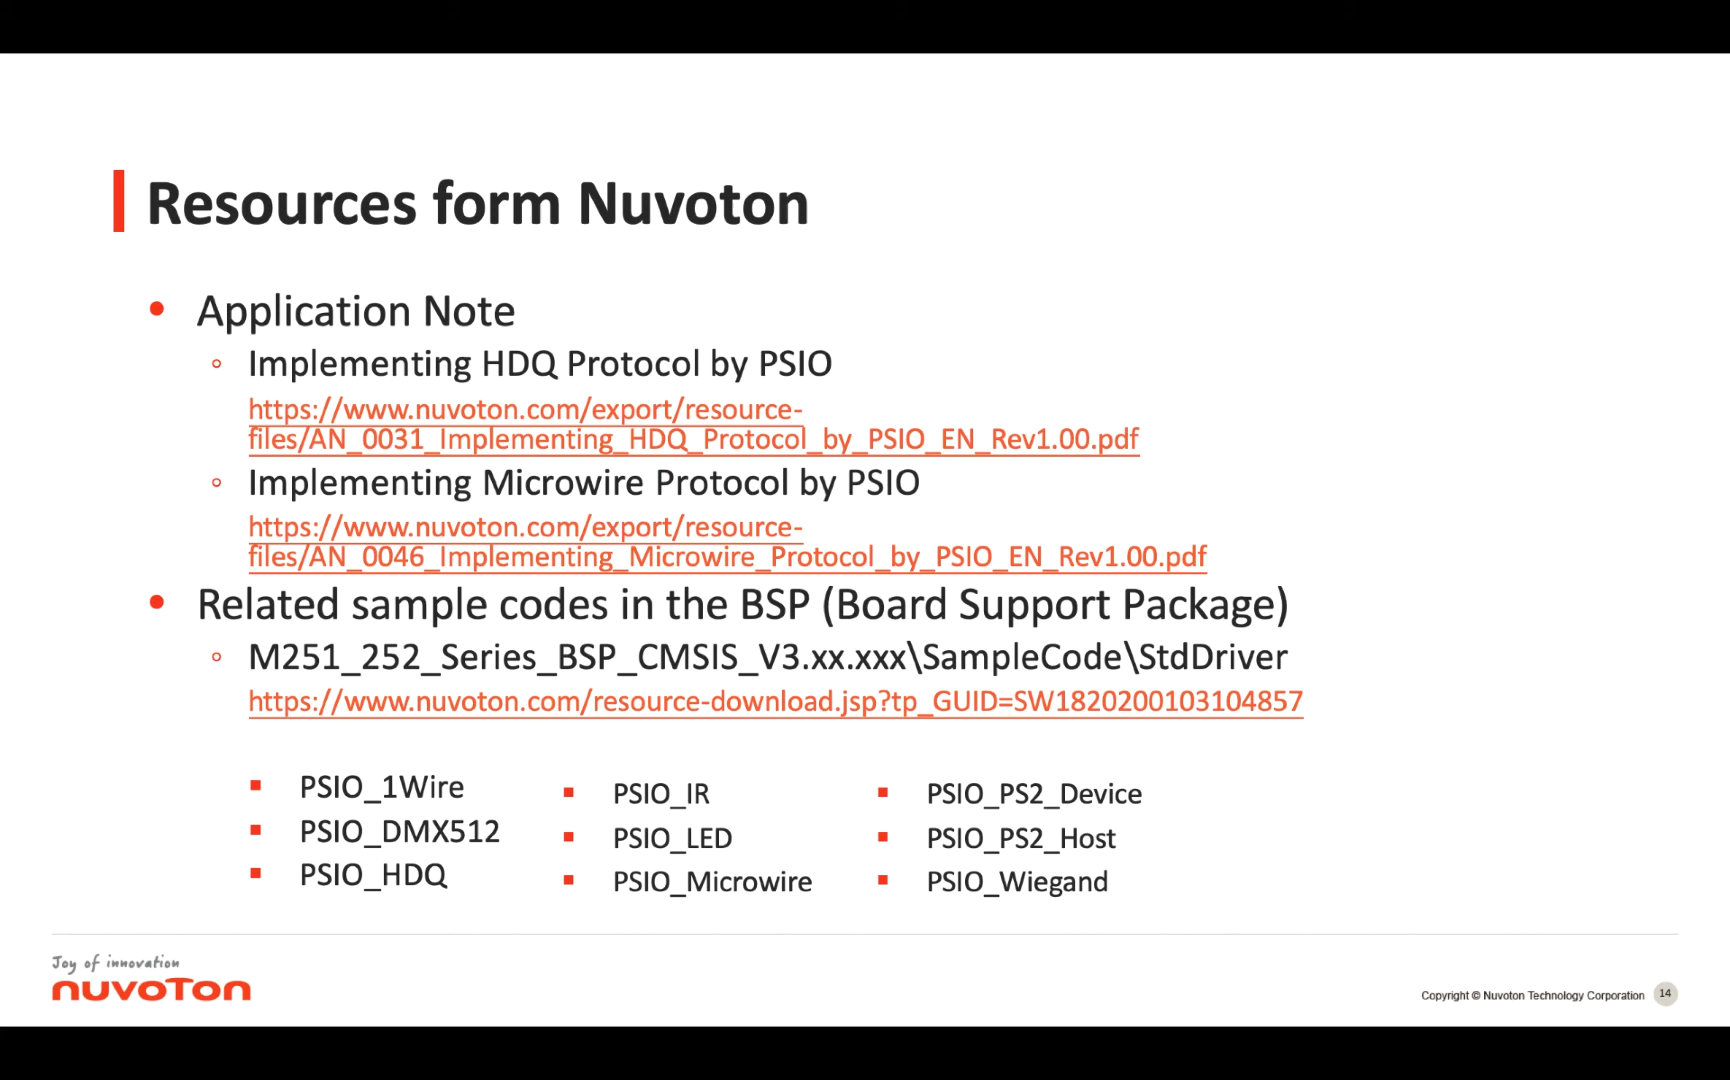 Resources form Nuvoton
Application Note
Implementing HDQ Protocol by PSIO
https://www.nuvoton.com/export/resource-
files/AN_0031_Implementing_HDQ_Protocol_by_PSIO_EN_Rev1.00.pdf
Implementing Microwire Protocol by PSIO
https://www.nuvoton.com/export/resource-
files/AN_0046_Implementing_Microwire_Protocol_by_PSIO_EN_Rev1.00.pdf
Related sample codes in the BSP (Board Support Package)
M251_252_Series_BSP_CMSIS_V3.xx.xxx\SampleCode\StdDriver
https://www.nuvoton.com/resource-download.jsp?tp_GUID=SW1820200103104857
PSIO_1Wire
PSIO_DMX512
PSIO_HDQ
PSIO_IR
PSIO_LED
PSIO_Microwire
PSIO_PS2_Device
PSIO_PS2_Host
PSIO_Wiegand
Joy of innovation
nuvoTon
Copyright © Nuvoton Technology Corporation 14